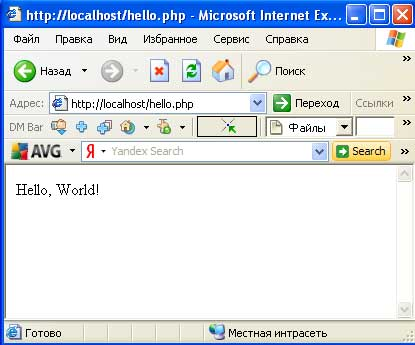 http://localhost/hello.php - Microsoft Internet Ex...
Файл Правка Вид Избранное Сервис Справка
Назад Поиск
Адрес: http://localhost/hello.php Переход Ссылки
DM Bar Файлы
AVG Я Yandex Search Search
Hello, World!
Готово Местная интрасеть